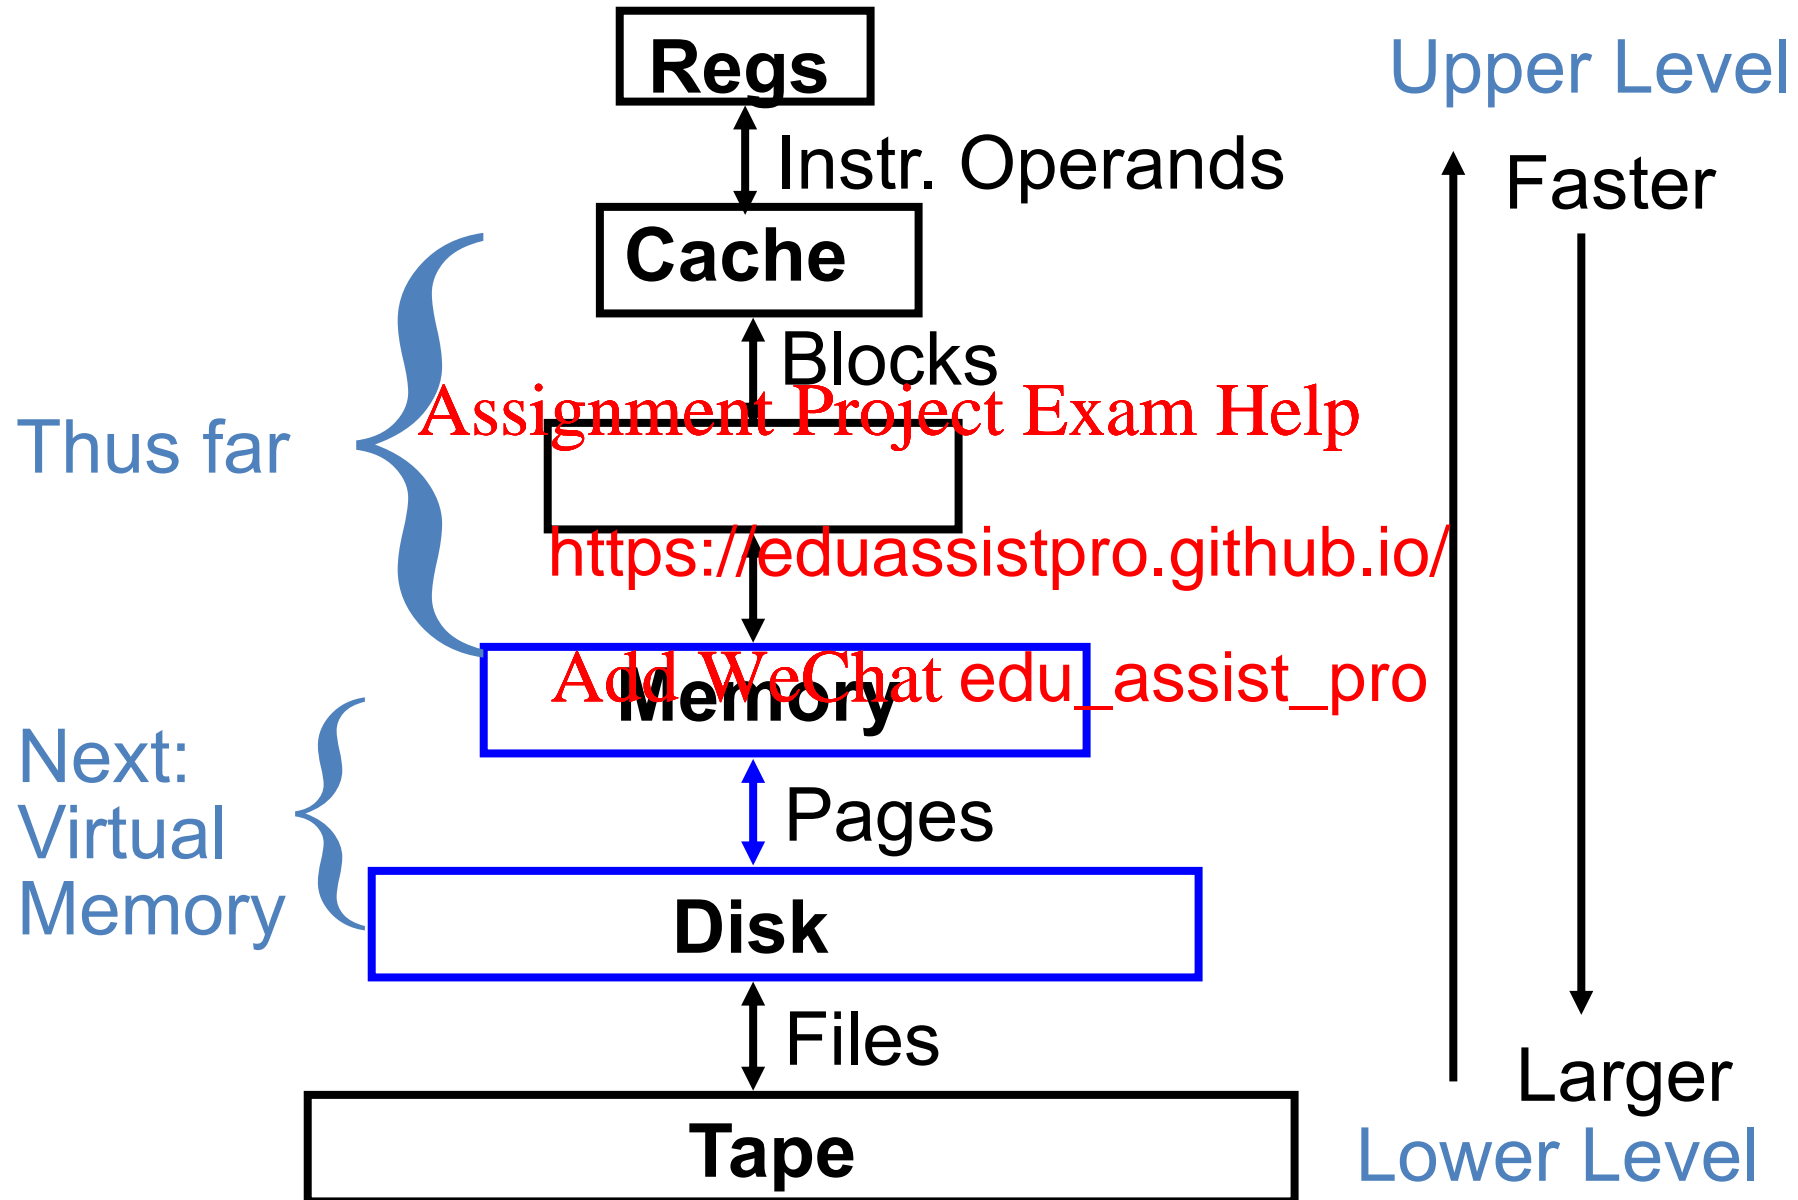 Regs
Upper Level
Instr. Operands
Faster
Cache
Blocks
Assignment Project Exam Help
Thus far
https://eduassistpro.github.io/
Add WeChat edu_assist_pro
Memory
Next:
Virtual
Memory
Pages
Disk
Files
Larger
Tape
Lower Level